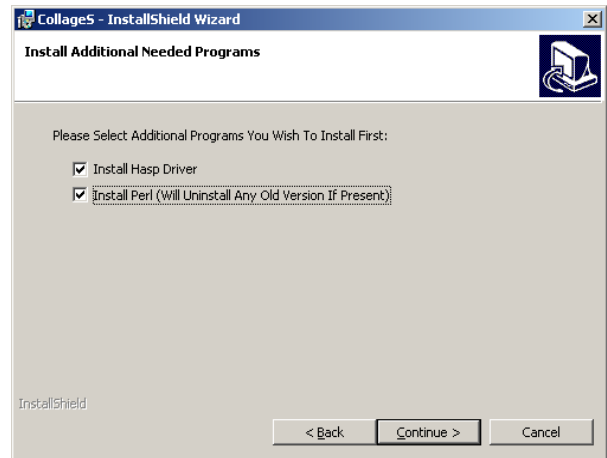 CollageS - InstallShield Wizard
Install Additional Needed Programs
Please Select Additional Programs You Wish To Install First:
Install Hasp Driver
Install Perl (Will Uninstall Any Old Version If Present)
InstallShield
< Back
Continue >
Cancel